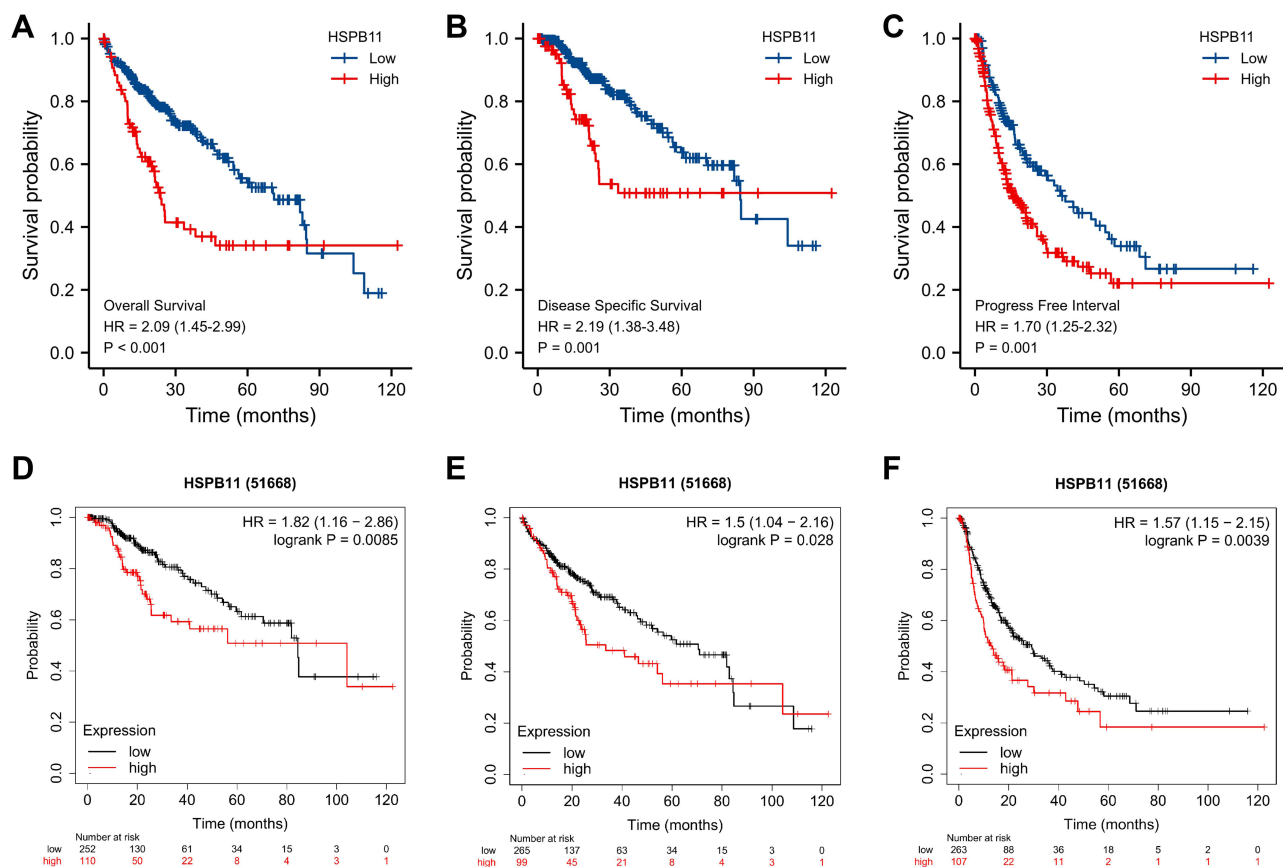 A
HSPB11
Low
High
Survival probability
1.0
0.8
0.6
0.4
0.2
0.0
Overall Survival
HR = 2.09 (1.45-2.99)
P < 0.001
0 30 60 90 120
Time (months)
B
HSPB11
Low
High
Survival probability
1.0
0.8
0.6
0.4
0.2
0.0
Disease Specific Survival
HR = 2.19 (1.38-3.48)
P = 0.001
0 30 60 90 120
Time (months)
C
HSPB11
Low
High
Survival probability
1.0
0.8
0.6
0.4
0.2
0.0
Progress Free Interval
HR = 1.70 (1.25-2.32)
P = 0.001
0 30 60 90 120
Time (months)
D
HSPB11 (51668)
HR = 1.82 (1.16 − 2.86)
logrank P = 0.0085
Probability
1.0
0.8
0.6
0.4
0.2
0.0
Expression
low
high
0 20 40 60 80 100 120
Time (months)
Number at risk
low 252 130 61 34 15 3 0
high 110 50 22 8 4 3 1
E
HSPB11 (51668)
HR = 1.5 (1.04 − 2.16)
logrank P = 0.028
Probability
1.0
0.8
0.6
0.4
0.2
0.0
Expression
low
high
0 20 40 60 80 100 120
Time (months)
Number at risk
low 265 137 63 34 15 3 0
high 99 45 21 8 4 3 1
F
HSPB11 (51668)
HR = 1.57 (1.15 − 2.15)
logrank P = 0.0039
Probability
1.0
0.8
0.6
0.4
0.2
0.0
Expression
low
high
0 20 40 60 80 100 120
Time (months)
Number at risk
low 263 88 36 18 5 2 0
high 107 22 11 2 1 1 1